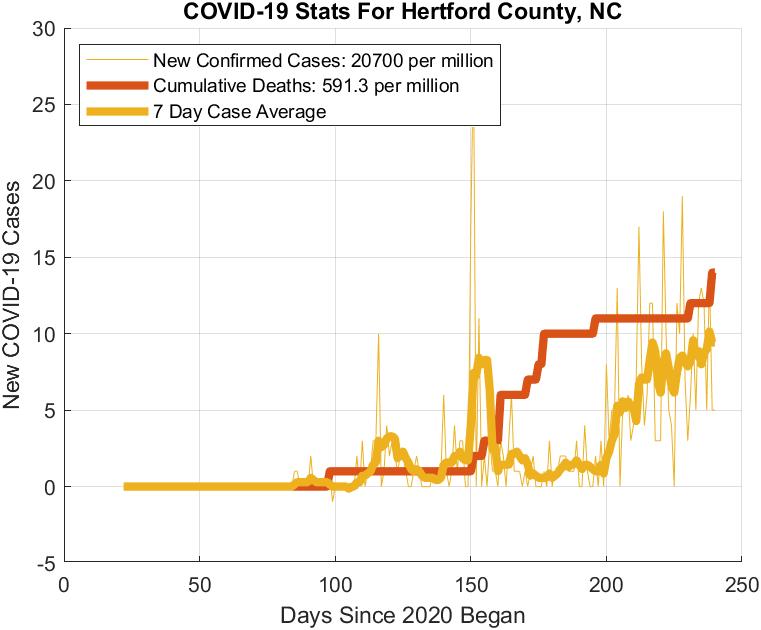 COVID-19 Stats For Hertford County, NC
30
25
20
15
10
5
0
-5
New COVID-19 Cases
New Confirmed Cases: 20700 per million
Cumulative Deaths: 591.3 per million
7 Day Case Average
0 50 100 150 200 250
Days Since 2020 Began